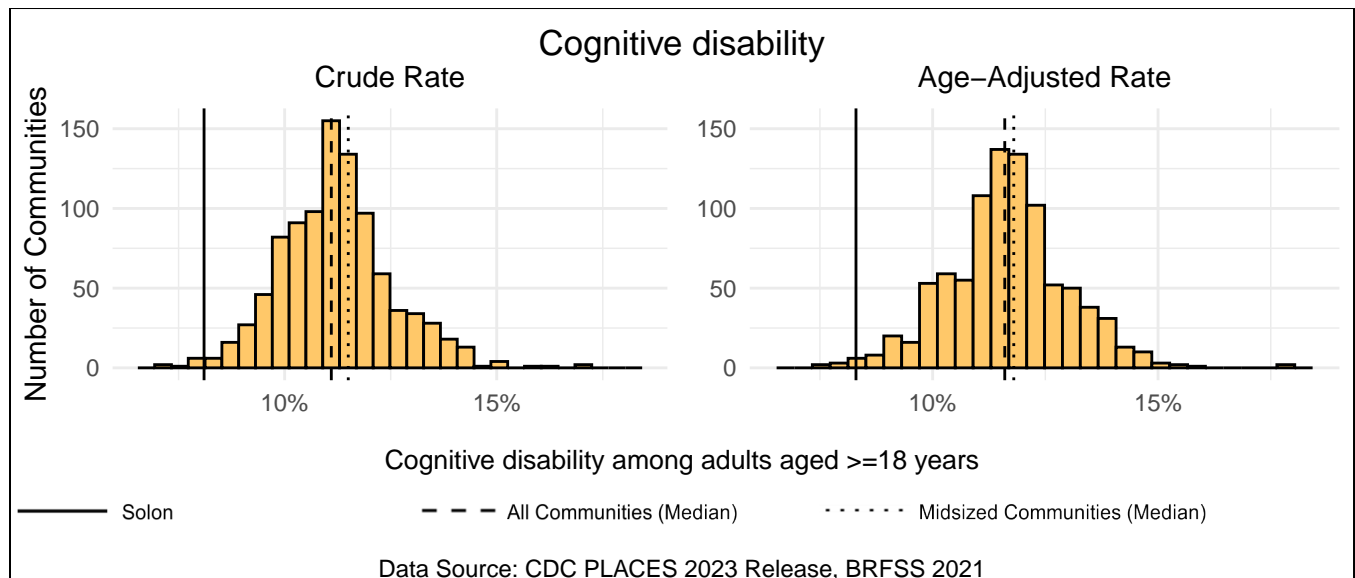 Cognitive disability
Crude Rate
Age−Adjusted Rate
Number of Communities
150
100
50
0
10%
15%
150
100
50
0
10%
15%
Cognitive disability among adults aged >=18 years
Solon
All Communities (Median)
Midsized Communities (Median)
Data Source: CDC PLACES 2023 Release, BRFSS 2021